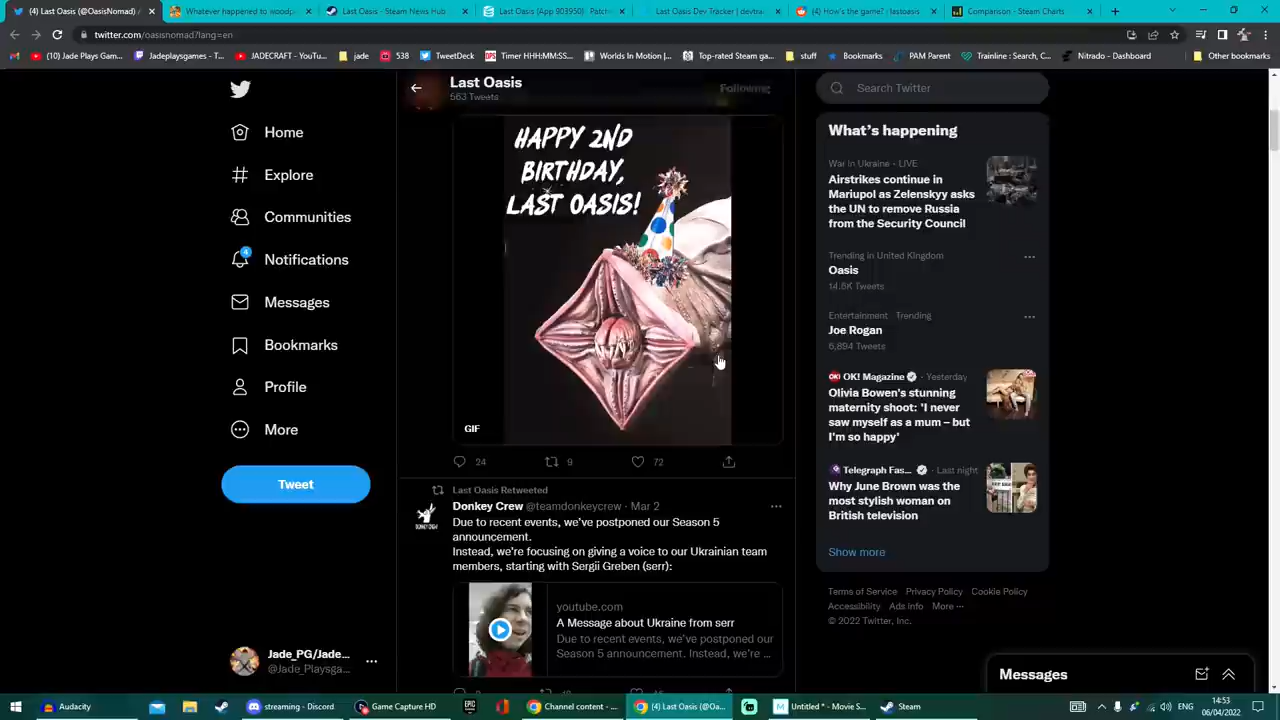 (4) Last Oasis (@OasisNomad) /
Whatever happened to woodp
Last Oasis - Steam News Hub
Last Oasis (App 903950) · Patch
Last Oasis Dev Tracker | devtrac
(4) How's the game? : lastoasis
Comparison - Steam Charts
twitter.com/oasisnomad?lang=en
(10) Jade Plays Gam...
Jadeplaysgames - T...
JADECRAFT - YouTu...
jade
538
TweetDeck
Timer HHH:MM:SS...
Worlds In Motion |...
Top-rated Steam ga...
stuff
Bookmarks
PAM Parent
Trainline : Search, C...
Nitrado - Dashboard
Other bookmarks
Home
Explore
Communities
4
Notifications
Messages
Bookmarks
Profile
More
Tweet
Jade_PG/Jade...
@Jade_Playsga...
Last Oasis
563 Tweets
Following
HAPPY 2ND
BIRTHDAY,
LAST OASIS!
GIF
24
9
72
Last Oasis Retweeted
Donkey Crew @teamdonkeycrew · Mar 2
Due to recent events, we've postponed our Season 5
announcement.
Instead, we're focusing on giving a voice to our Ukrainian team
members, starting with Sergii Greben (serr):
youtube.com
A Message about Ukraine from serr
Due to recent events, we've postponed our
Season 5 announcement. Instead, we're ...
Search Twitter
What's happening
War in Ukraine · LIVE
Airstrikes continue in
Mariupol as Zelenskyy asks
the UN to remove Russia
from the Security Council
Trending in United Kingdom
Oasis
14.6K Tweets
Entertainment · Trending
Joe Rogan
5,894 Tweets
OK! Magazine · Yesterday
Olivia Bowen's stunning
maternity shoot: 'I never
saw myself as a mum – but
I'm so happy'
Telegraph Fas... · Last night
Why June Brown was the
most stylish woman on
British television
Show more
Terms of Service Privacy Policy Cookie Policy
Accessibility Ads info More ···
© 2022 Twitter, Inc.
Messages
Audacity
streaming - Discord
Game Capture HD
Channel content - ...
(4) Last Oasis (@Oa...
Untitled * - Movie S...
Steam
ENG
14:53
06/04/2022